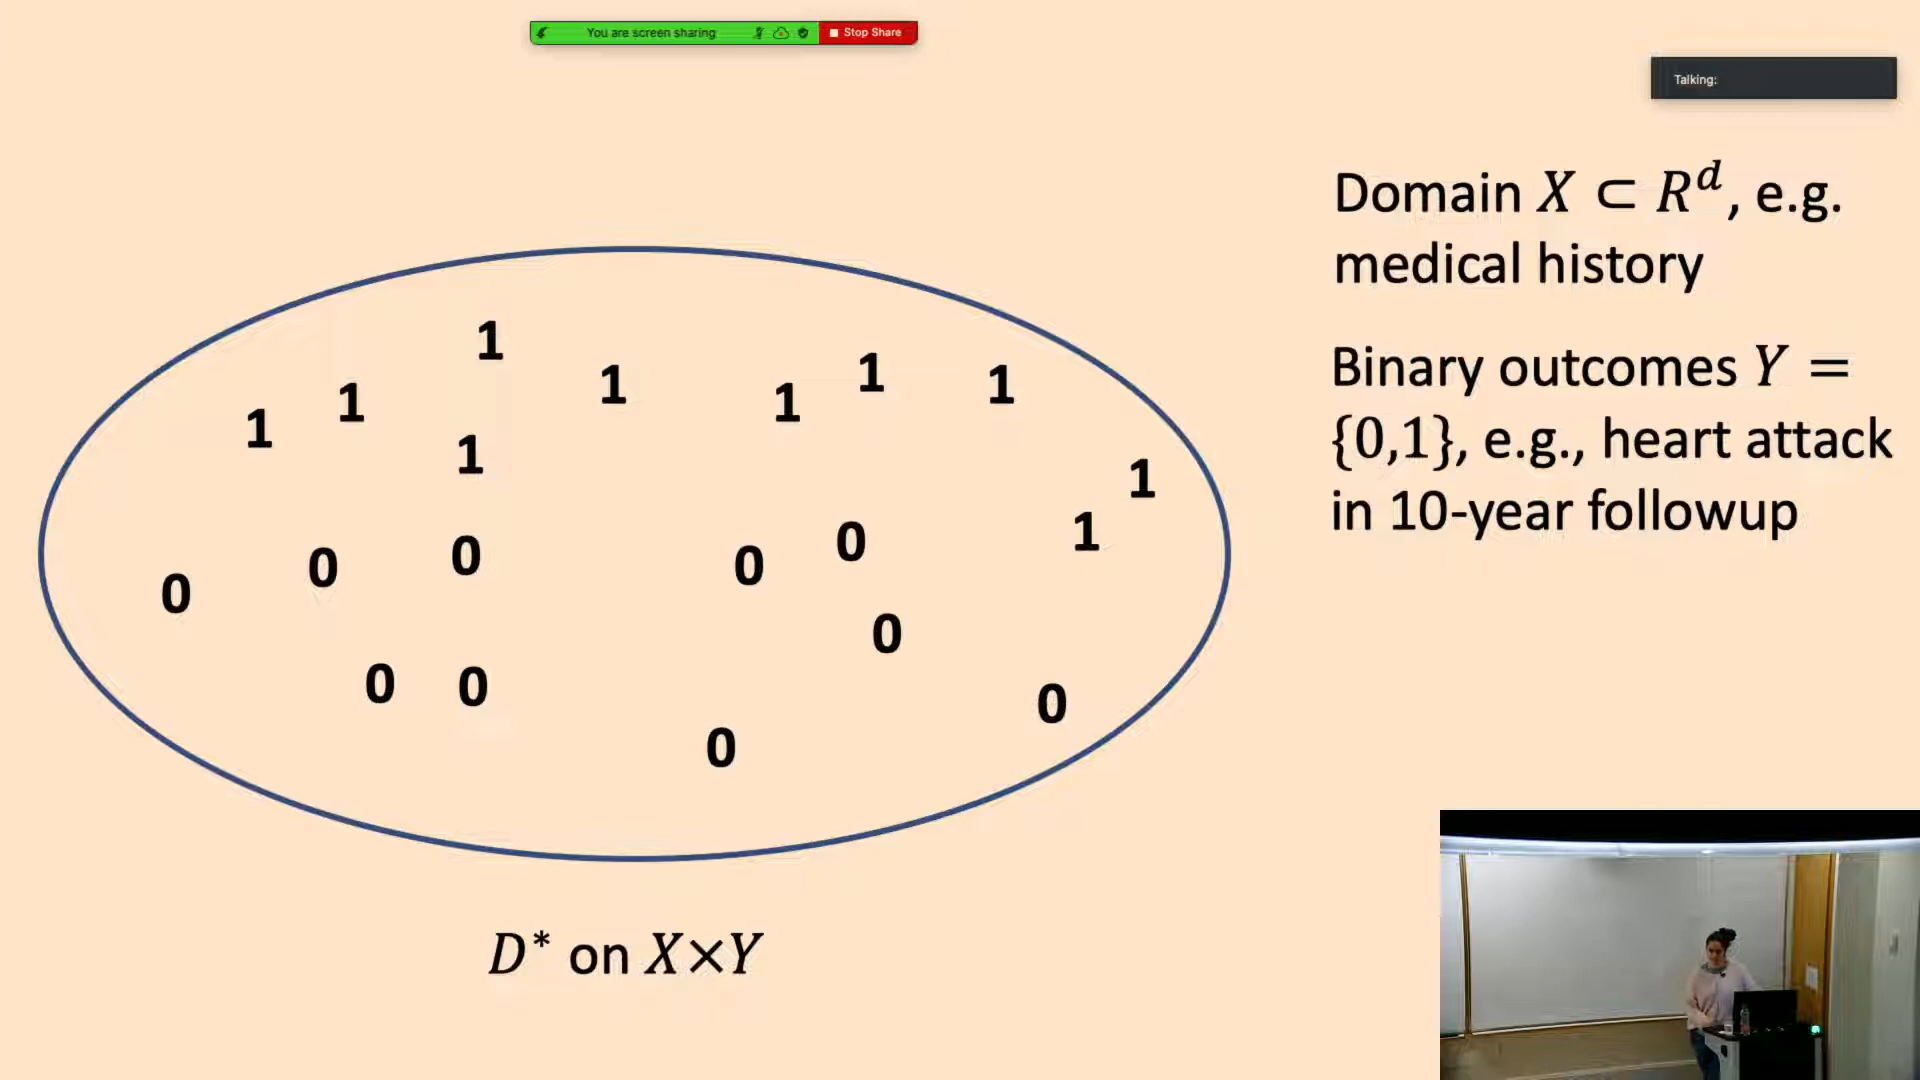 You are screen sharing Stop Share
Talking:
Domain X ⊂ R^d, e.g.
medical history
Binary outcomes Y =
{0,1}, e.g., heart attack
in 10-year followup
1
1
1
1
1
1
1
1
1
1
0
0
0
0
0
0
0
0
0
0
D* on X×Y